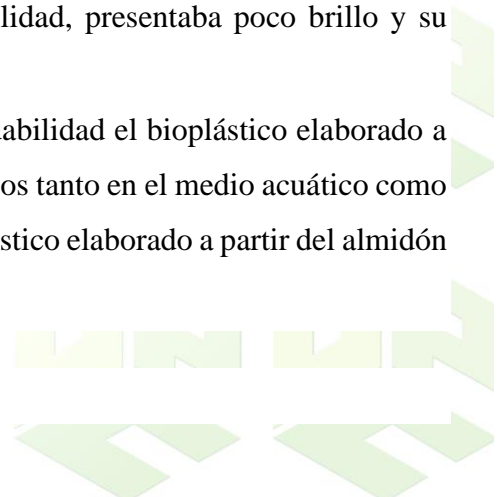 lidad, presentaba poco brillo y su
abilidad el bioplástico elaborado a
os tanto en el medio acuático como
stico elaborado a partir del almidón